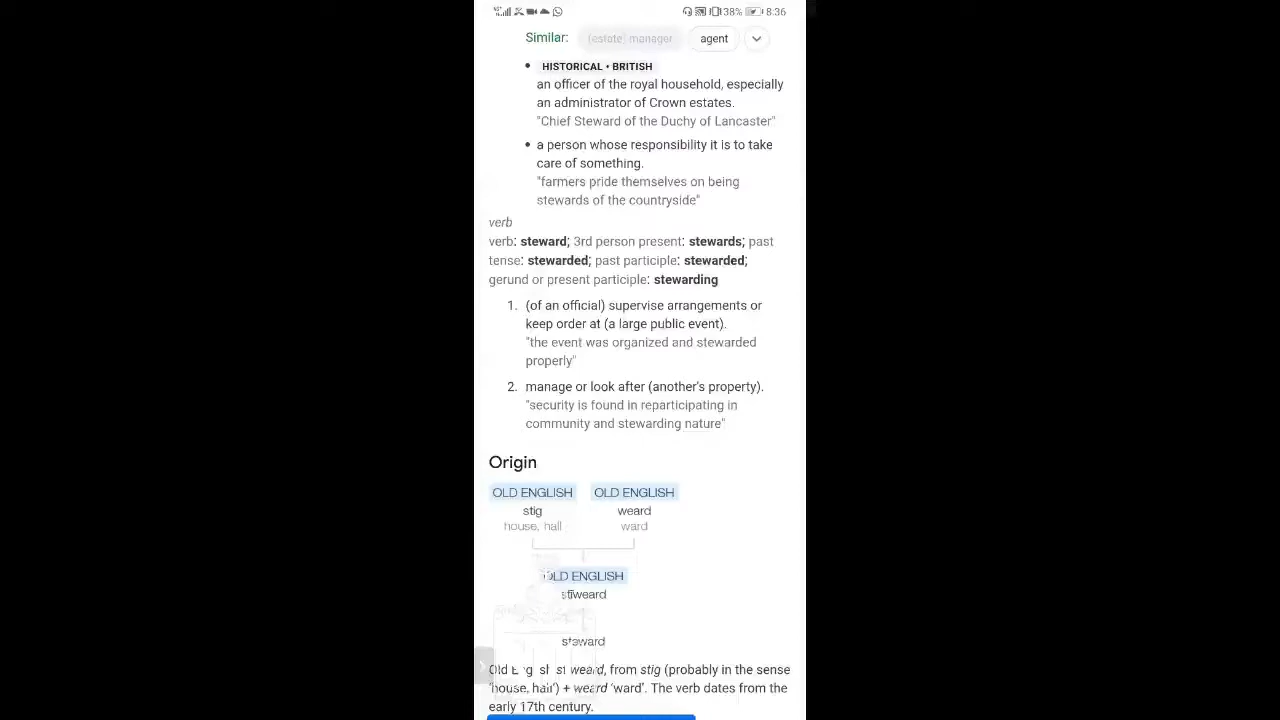 38% 8:36
Similar: (estate) manager agent
HISTORICAL • BRITISH
an officer of the royal household, especially
an administrator of Crown estates.
"Chief Steward of the Duchy of Lancaster"
a person whose responsibility it is to take
care of something.
"farmers pride themselves on being
stewards of the countryside"
verb
verb: steward; 3rd person present: stewards; past
tense: stewarded; past participle: stewarded;
gerund or present participle: stewarding
1. (of an official) supervise arrangements or
keep order at (a large public event).
"the event was organized and stewarded
properly"
2. manage or look after (another's property).
"security is found in reparticipating in
community and stewarding nature"
Origin
OLD ENGLISH OLD ENGLISH
stig weard
house, hall ward
OLD ENGLISH
stiweard
steward
weard, from stig (probably in the sense
'house, hall') + weard 'ward'. The verb dates from the
early 17th century.